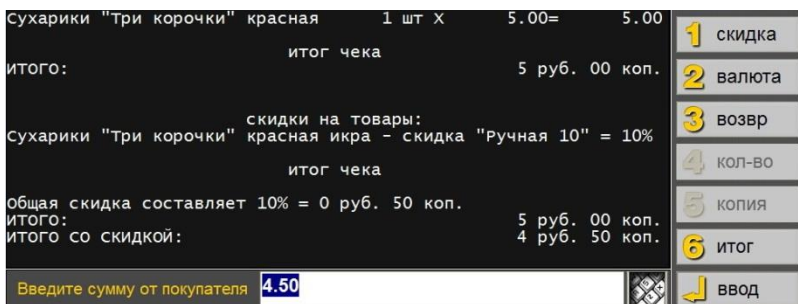 Сухарики "Три корочки" красная 1 шт X 5.00= 5.00
итог чека
ИТОГО: 5 руб. 00 коп.
скидки на товары:
Сухарики "Три корочки" красная икра - скидка "Ручная 10" = 10%
итог чека
Общая скидка составляет 10% = 0 руб. 50 коп.
ИТОГО: 5 руб. 00 коп.
ИТОГО СО СКИДКОЙ: 4 руб. 50 коп.
Введите сумму от покупателя 4.50
1 скидка
2 валюта
3 возвр
4 кол-во
5 копия
6 итог
ввод